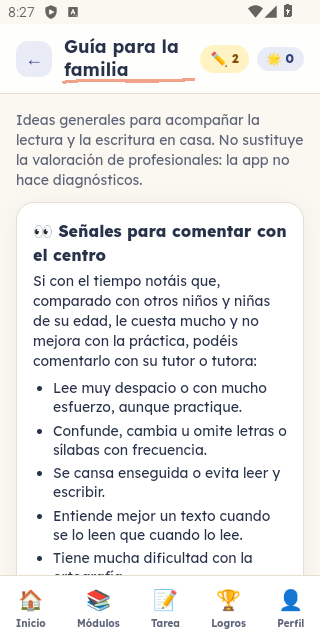 8:27
Guía para la
familia
2
0
Ideas generales para acompañar la
lectura y la escritura en casa. No sustituye
la valoración de profesionales: la app no
hace diagnósticos.
Señales para comentar con
el centro
Si con el tiempo notáis que,
comparado con otros niños y niñas
de su edad, le cuesta mucho y no
mejora con la práctica, podéis
comentarlo con su tutor o tutora:
• Lee muy despacio o con mucho
esfuerzo, aunque practique.
• Confunde, cambia u omite letras o
sílabas con frecuencia.
• Se cansa enseguida o evita leer y
escribir.
• Entiende mejor un texto cuando
se lo leen que cuando lo lee.
• Tiene mucha dificultad con la
Inicio Módulos Tarea Logros Perfil